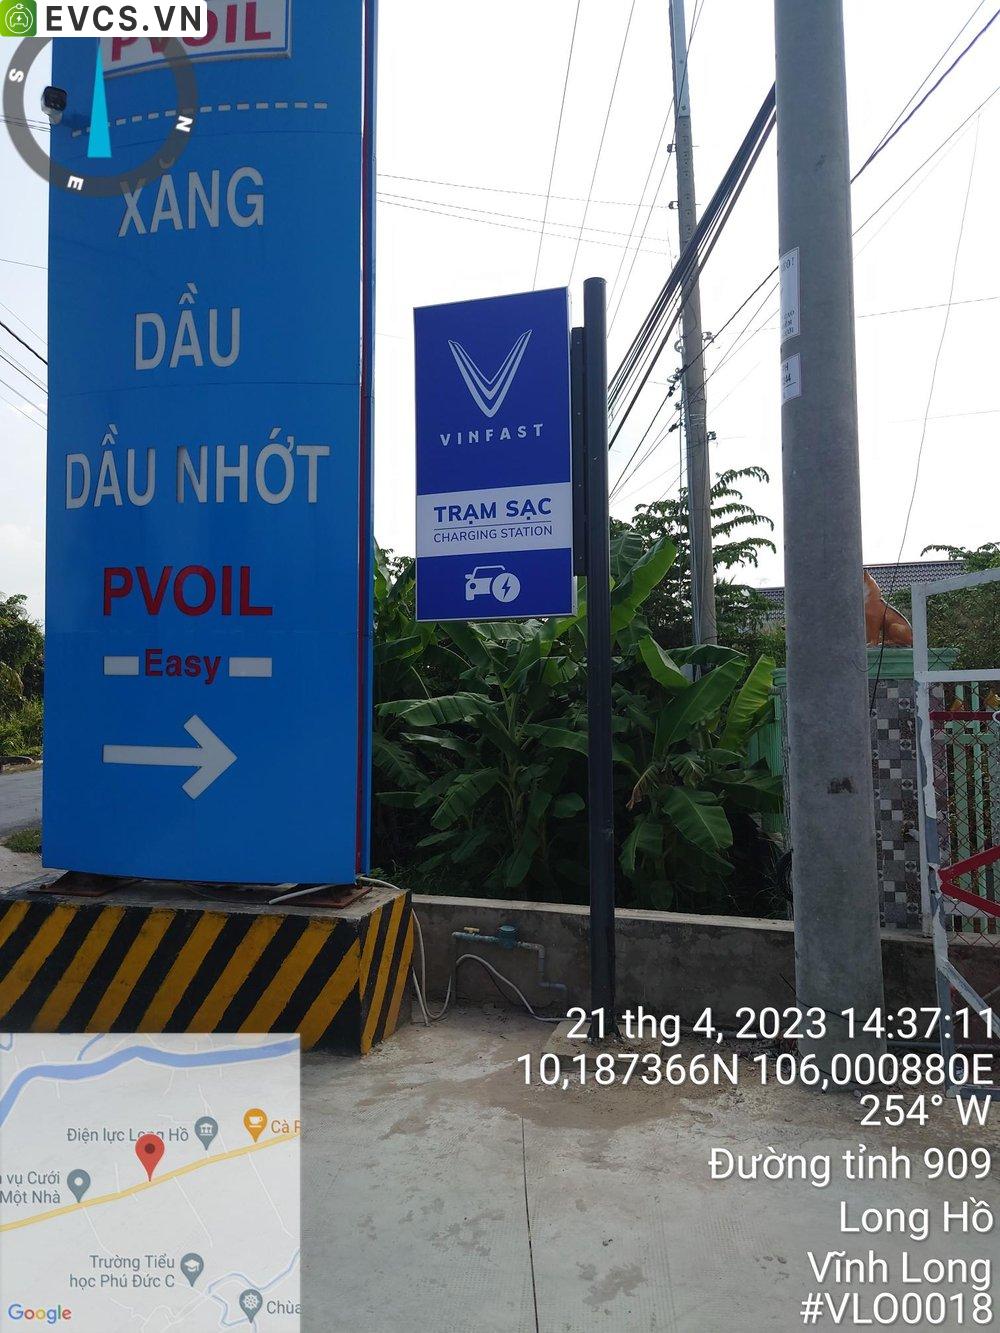 EVCS.VN
PVOIL
S
N
E
XĂNG
DẦU
DẦU NHỚT
PVOIL
Easy
VINFAST
TRẠM SẠC
CHARGING STATION
21 thg 4, 2023 14:37:11
10,187366N 106,000880E
254° W
Đường tỉnh 909
Long Hồ
Vĩnh Long
#VLO0018
Điện lực Long Hồ
Cà
vụ Cưới
Một Nhà
Trường Tiểu
học Phú Đức C
Chùa
Google